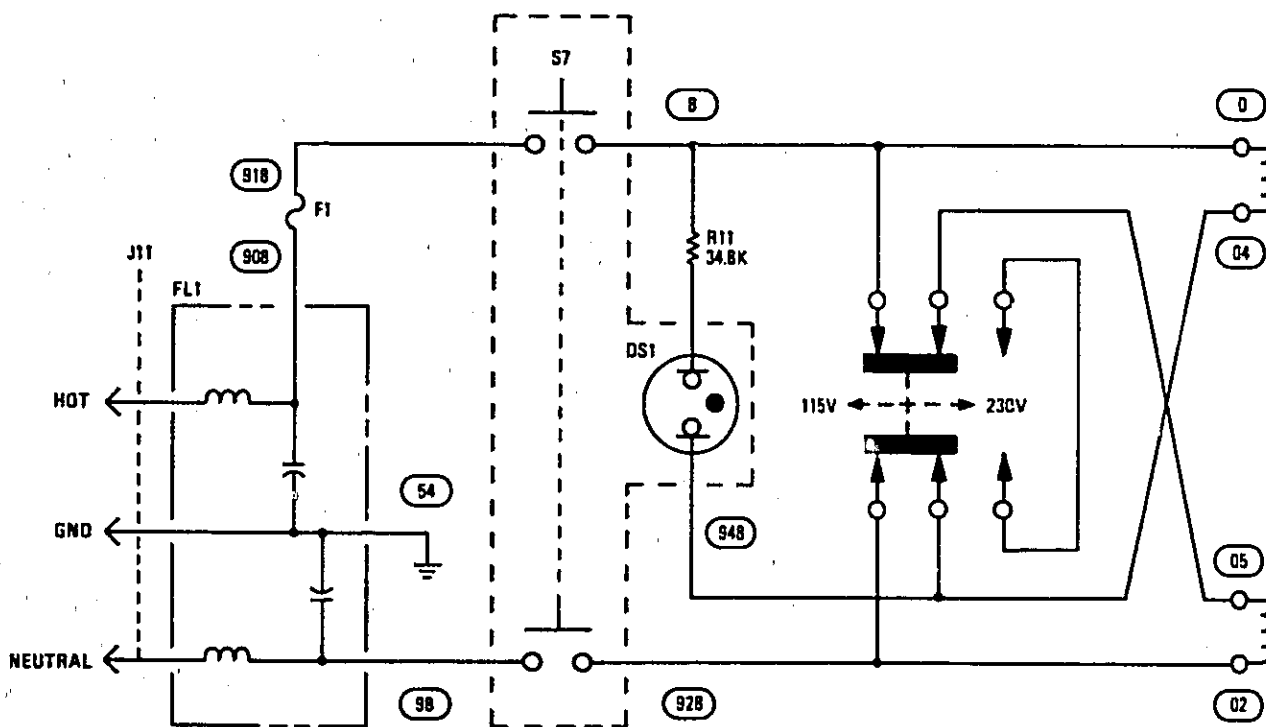 S7
8
0
918
F1
J11
908
R11
34.8K
04
FL1
DS1
HOT
115V
230V
54
GND
948
05
NEUTRAL
98
928
02